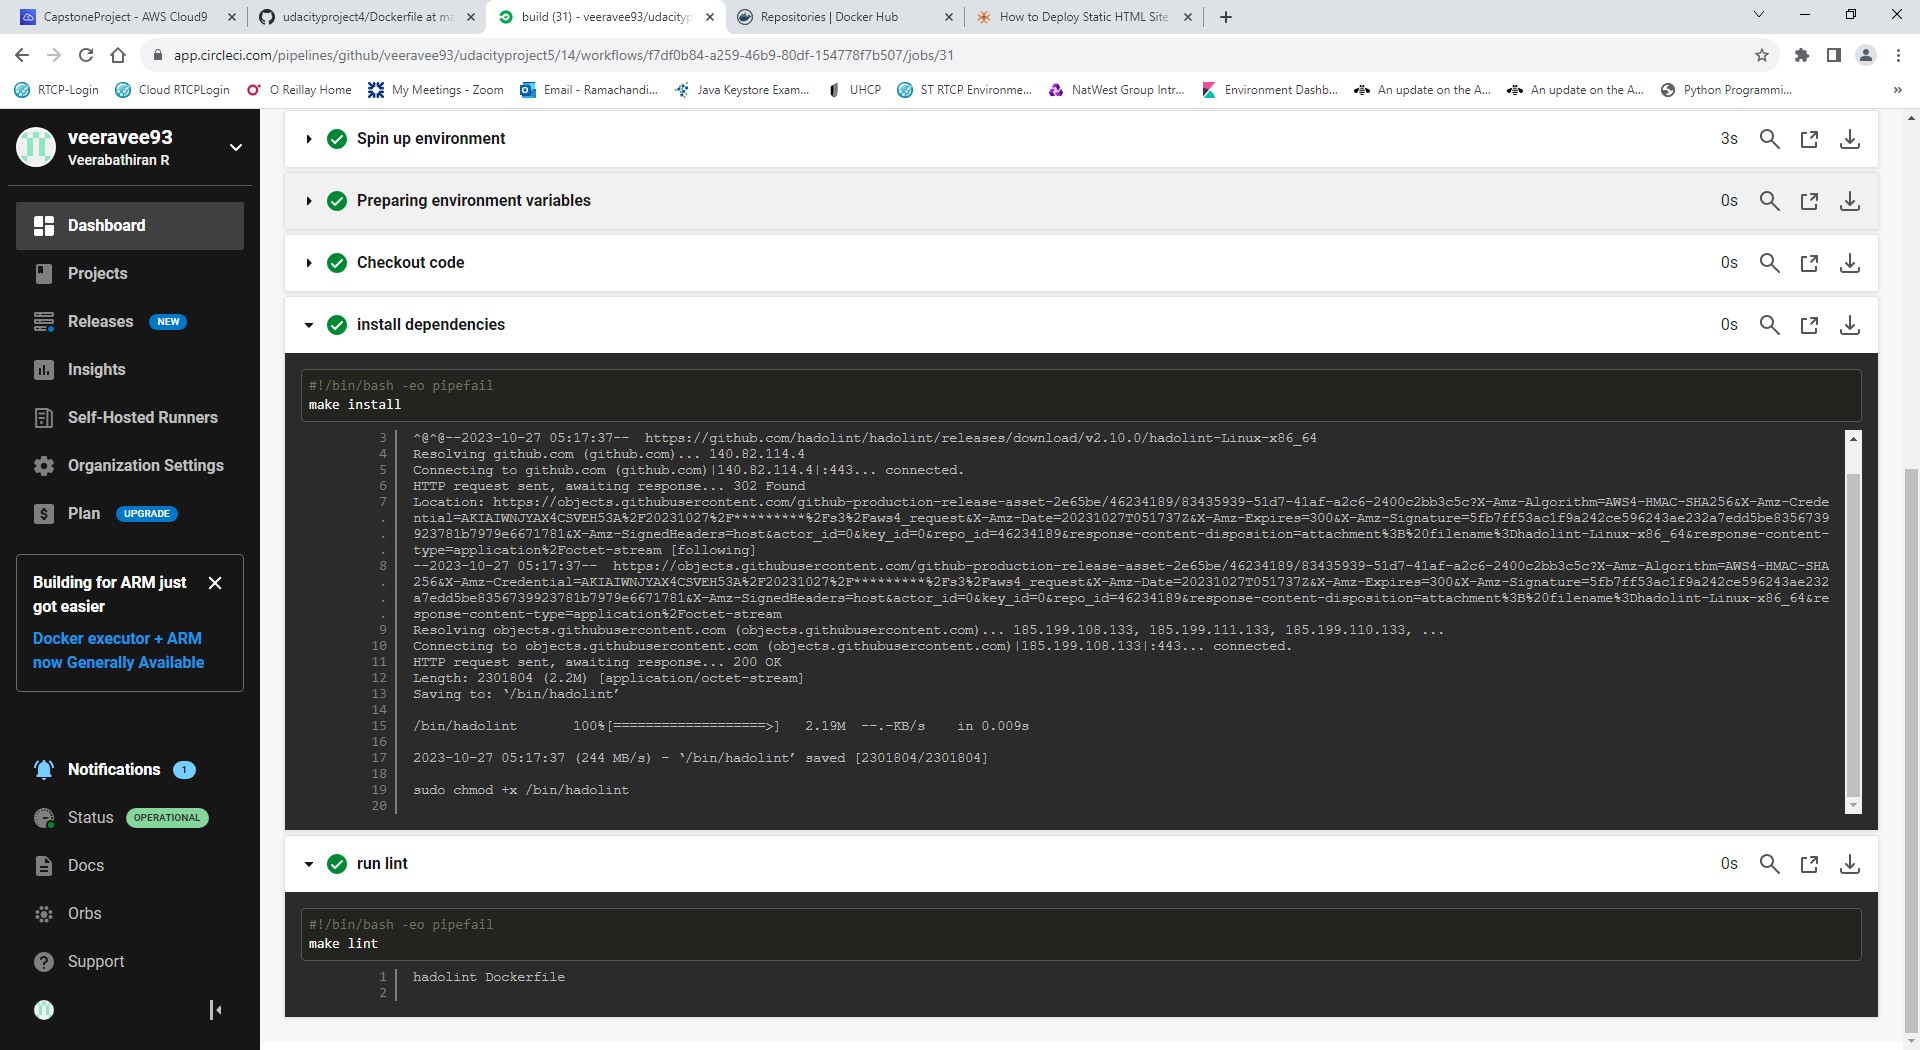 CapstoneProject - AWS Cloud9
udacityproject4/Dockerfile at ma
build (31) - veeravee93/udacityp
Repositories | Docker Hub
How to Deploy Static HTML Site
app.circleci.com/pipelines/github/veeravee93/udacityproject5/14/workflows/f7df0b84-a259-46b9-80df-154778f7b507/jobs/31
RTCP-Login
Cloud RTCPLogin
O Reillay Home
My Meetings - Zoom
Email - Ramachandi...
Java Keystore Exam...
UHCP
ST RTCP Environme...
NatWest Group Intr...
Environment Dashb...
An update on the A...
An update on the A...
Python Programmi...
veeravee93
Veerabathiran R
Dashboard
Projects
Releases NEW
Insights
Self-Hosted Runners
Organization Settings
Plan UPGRADE
Building for ARM just
got easier
Docker executor + ARM
now Generally Available
Notifications 1
Status OPERATIONAL
Docs
Orbs
Support
Spin up environment 3s
Preparing environment variables 0s
Checkout code 0s
install dependencies 0s
#!/bin/bash -eo pipefail
make install
3 ^@^@--2023-10-27 05:17:37-- https://github.com/hadolint/hadolint/releases/download/v2.10.0/hadolint-Linux-x86_64
4 Resolving github.com (github.com)... 140.82.114.4
5 Connecting to github.com (github.com)|140.82.114.4|:443... connected.
6 HTTP request sent, awaiting response... 302 Found
7 Location: https://objects.githubusercontent.com/github-production-release-asset-2e65be/46234189/83435939-51d7-41af-a2c6-2400c2bb3c5c?X-Amz-Algorithm=AWS4-HMAC-SHA256&X-Amz-Crede
. ntial=AKIAIWNJYAX4CSVEH53A%2F20231027%2F*********%2Fs3%2Faws4_request&X-Amz-Date=20231027T051737Z&X-Amz-Expires=300&X-Amz-Signature=5fb7ff53ac1f9a242ce596243ae232a7edd5be8356739
. 923781b7979e6671781&X-Amz-SignedHeaders=host&actor_id=0&key_id=0&repo_id=46234189&response-content-disposition=attachment%3B%20filename%3Dhadolint-Linux-x86_64&response-content-
. type=application%2Foctet-stream [following]
8 --2023-10-27 05:17:37-- https://objects.githubusercontent.com/github-production-release-asset-2e65be/46234189/83435939-51d7-41af-a2c6-2400c2bb3c5c?X-Amz-Algorithm=AWS4-HMAC-SHA
. 256&X-Amz-Credential=AKIAIWNJYAX4CSVEH53A%2F20231027%2F*********%2Fs3%2Faws4_request&X-Amz-Date=20231027T051737Z&X-Amz-Expires=300&X-Amz-Signature=5fb7ff53ac1f9a242ce596243ae232
. a7edd5be8356739923781b7979e6671781&X-Amz-SignedHeaders=host&actor_id=0&key_id=0&repo_id=46234189&response-content-disposition=attachment%3B%20filename%3Dhadolint-Linux-x86_64&re
. sponse-content-type=application%2Foctet-stream
9 Resolving objects.githubusercontent.com (objects.githubusercontent.com)... 185.199.108.133, 185.199.111.133, 185.199.110.133, ...
10 Connecting to objects.githubusercontent.com (objects.githubusercontent.com)|185.199.108.133|:443... connected.
11 HTTP request sent, awaiting response... 200 OK
12 Length: 2301804 (2.2M) [application/octet-stream]
13 Saving to: ‘/bin/hadolint’
14
15 /bin/hadolint 100%[===================>] 2.19M --.-KB/s in 0.009s
16
17 2023-10-27 05:17:37 (244 MB/s) - ‘/bin/hadolint’ saved [2301804/2301804]
18
19 sudo chmod +x /bin/hadolint
20
run lint 0s
#!/bin/bash -eo pipefail
make lint
1 hadolint Dockerfile
2